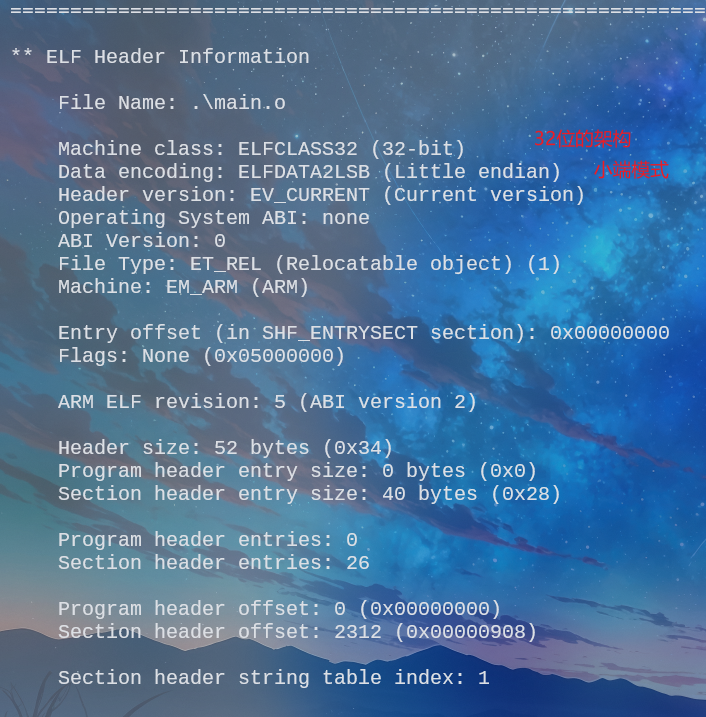 ============================================================
** ELF Header Information
File Name: .\main.o
Machine class: ELFCLASS32 (32-bit) 32位的架构
Data encoding: ELFDATA2LSB (Little endian) 小端模式
Header version: EV_CURRENT (Current version)
Operating System ABI: none
ABI Version: 0
File Type: ET_REL (Relocatable object) (1)
Machine: EM_ARM (ARM)
Entry offset (in SHF_ENTRYSECT section): 0x00000000
Flags: None (0x05000000)
ARM ELF revision: 5 (ABI version 2)
Header size: 52 bytes (0x34)
Program header entry size: 0 bytes (0x0)
Section header entry size: 40 bytes (0x28)
Program header entries: 0
Section header entries: 26
Program header offset: 0 (0x00000000)
Section header offset: 2312 (0x00000908)
Section header string table index: 1